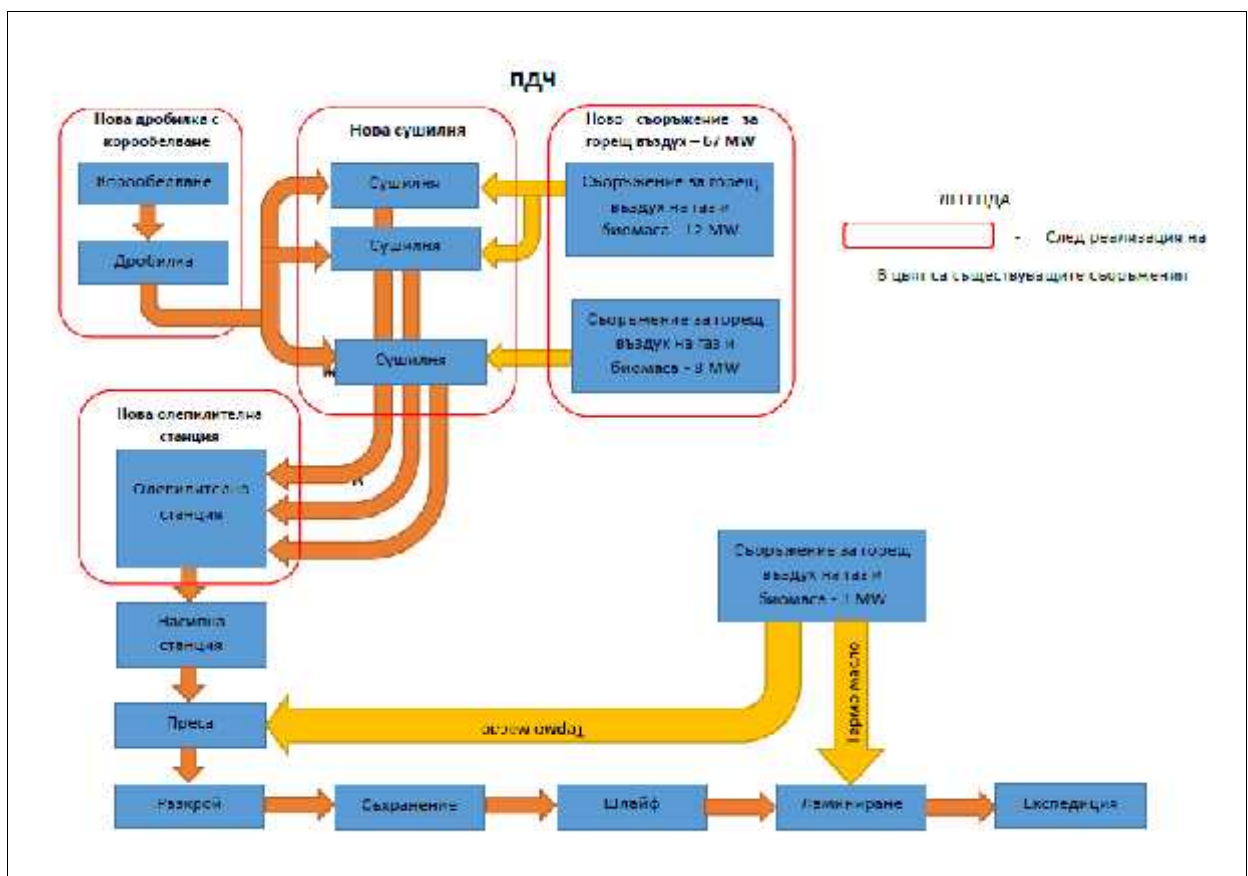 ПДЧ
Нова дробилка с
корообелване
Корообелване
Дробилка
Нова сушилня
Сушилня
Сушилня
Сушилня
Ново съоръжение за
горещ въздух – 67 MW
Съоръжение за горещ
въздух на газ и
биомаса - 12 MW
Съоръжение за горещ
въздух на газ и
биомаса - 8 MW
ЛЕГЕНДА
- След реализация на
В цвят са съществуващите съоръжения
Нова олепилителна
станция
Олепилителна
станция
Насипна
станция
Преса
Съоръжение за горещ
въздух на газ и
биомаса - MW
Термо масло
Термо масло
Разкрой
Съхранение
Шлайф
Ламиниране
Експедиция